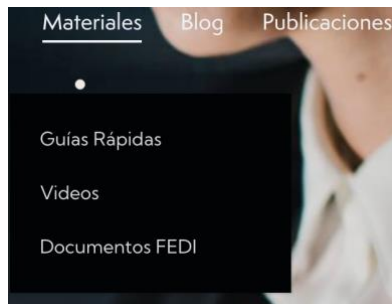 Materiales Blog Publicaciones
Guías Rápidas
Videos
Documentos FEDI